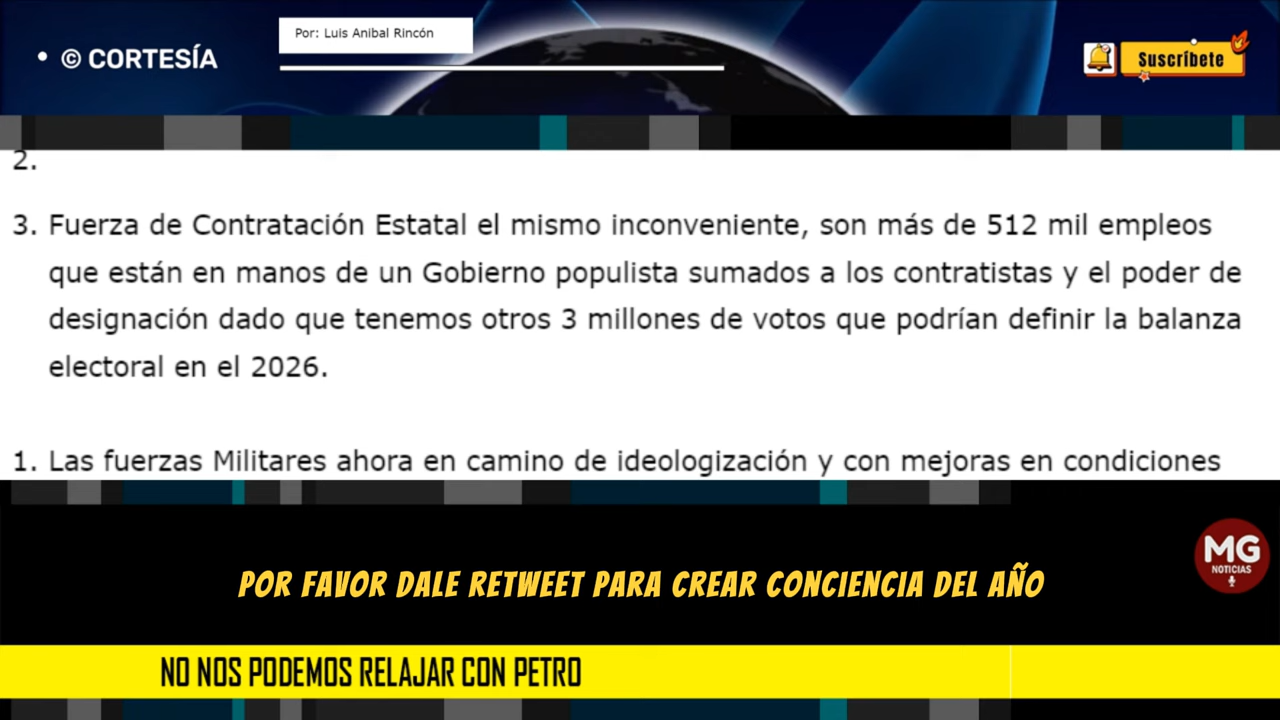 • © CORTESÍA
Por: Luis Anibal Rincón
Suscríbete
2.
3. Fuerza de Contratación Estatal el mismo inconveniente, son más de 512 mil empleos
que están en manos de un Gobierno populista sumados a los contratistas y el poder de
designación dado que tenemos otros 3 millones de votos que podrían definir la balanza
electoral en el 2026.
1. Las fuerzas Militares ahora en camino de ideologización y con mejoras en condiciones
MG
NOTICIAS
POR FAVOR DALE RETWEET PARA CREAR CONCIENCIA DEL AÑO
NO NOS PODEMOS RELAJAR CON PETRO